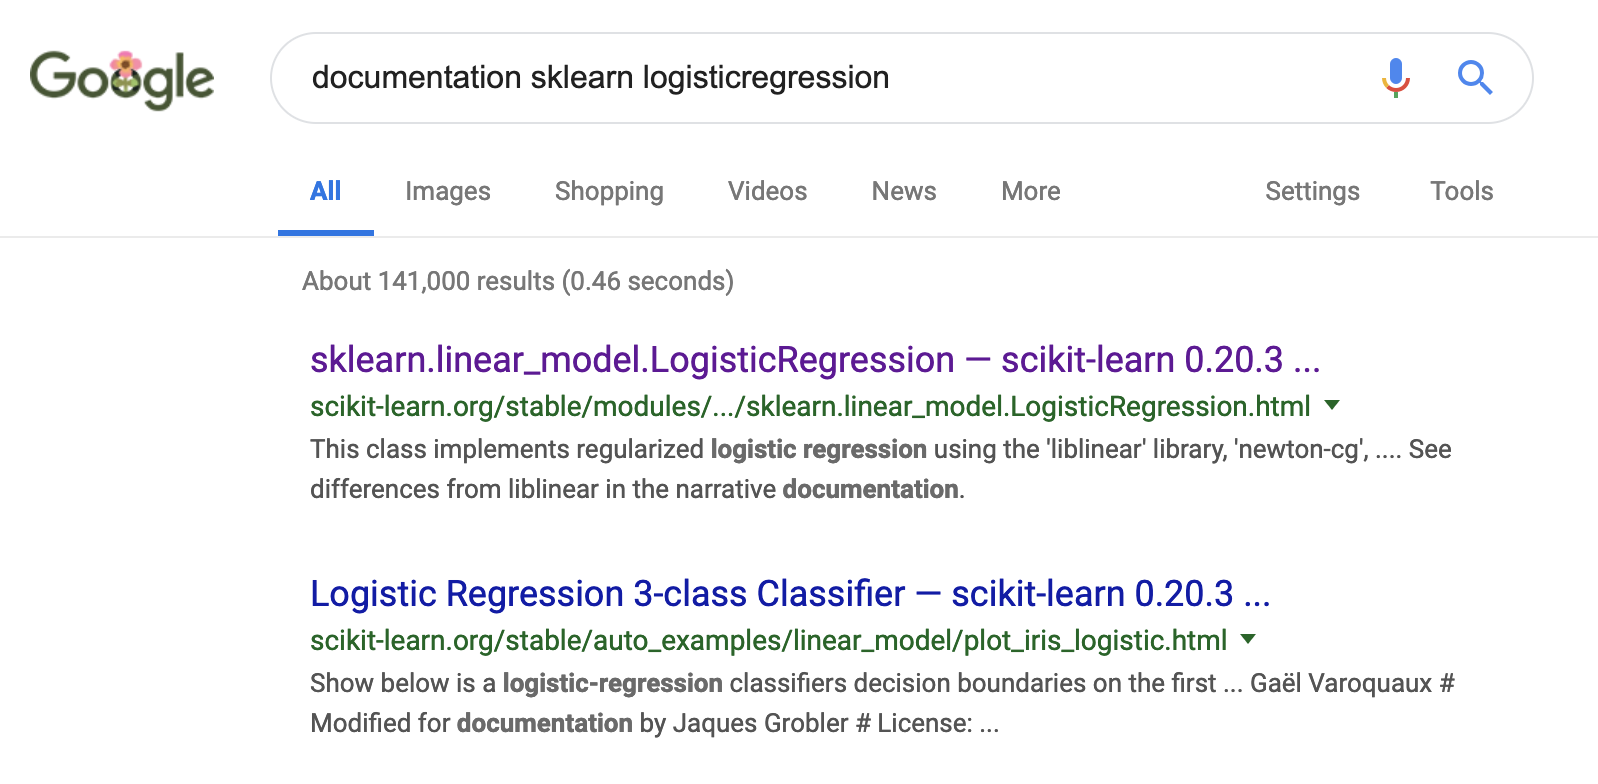 Google
documentation sklearn logisticregression
All Images Shopping Videos News More Settings Tools
About 141,000 results (0.46 seconds)
sklearn.linear_model.LogisticRegression — scikit-learn 0.20.3 ...
scikit-learn.org/stable/modules/.../sklearn.linear_model.LogisticRegression.html
This class implements regularized logistic regression using the 'liblinear' library, 'newton-cg', .... See
differences from liblinear in the narrative documentation.
Logistic Regression 3-class Classifier — scikit-learn 0.20.3 ...
scikit-learn.org/stable/auto_examples/linear_model/plot_iris_logistic.html
Show below is a logistic-regression classifiers decision boundaries on the first ... Gaël Varoquaux #
Modified for documentation by Jaques Grobler # License: ...